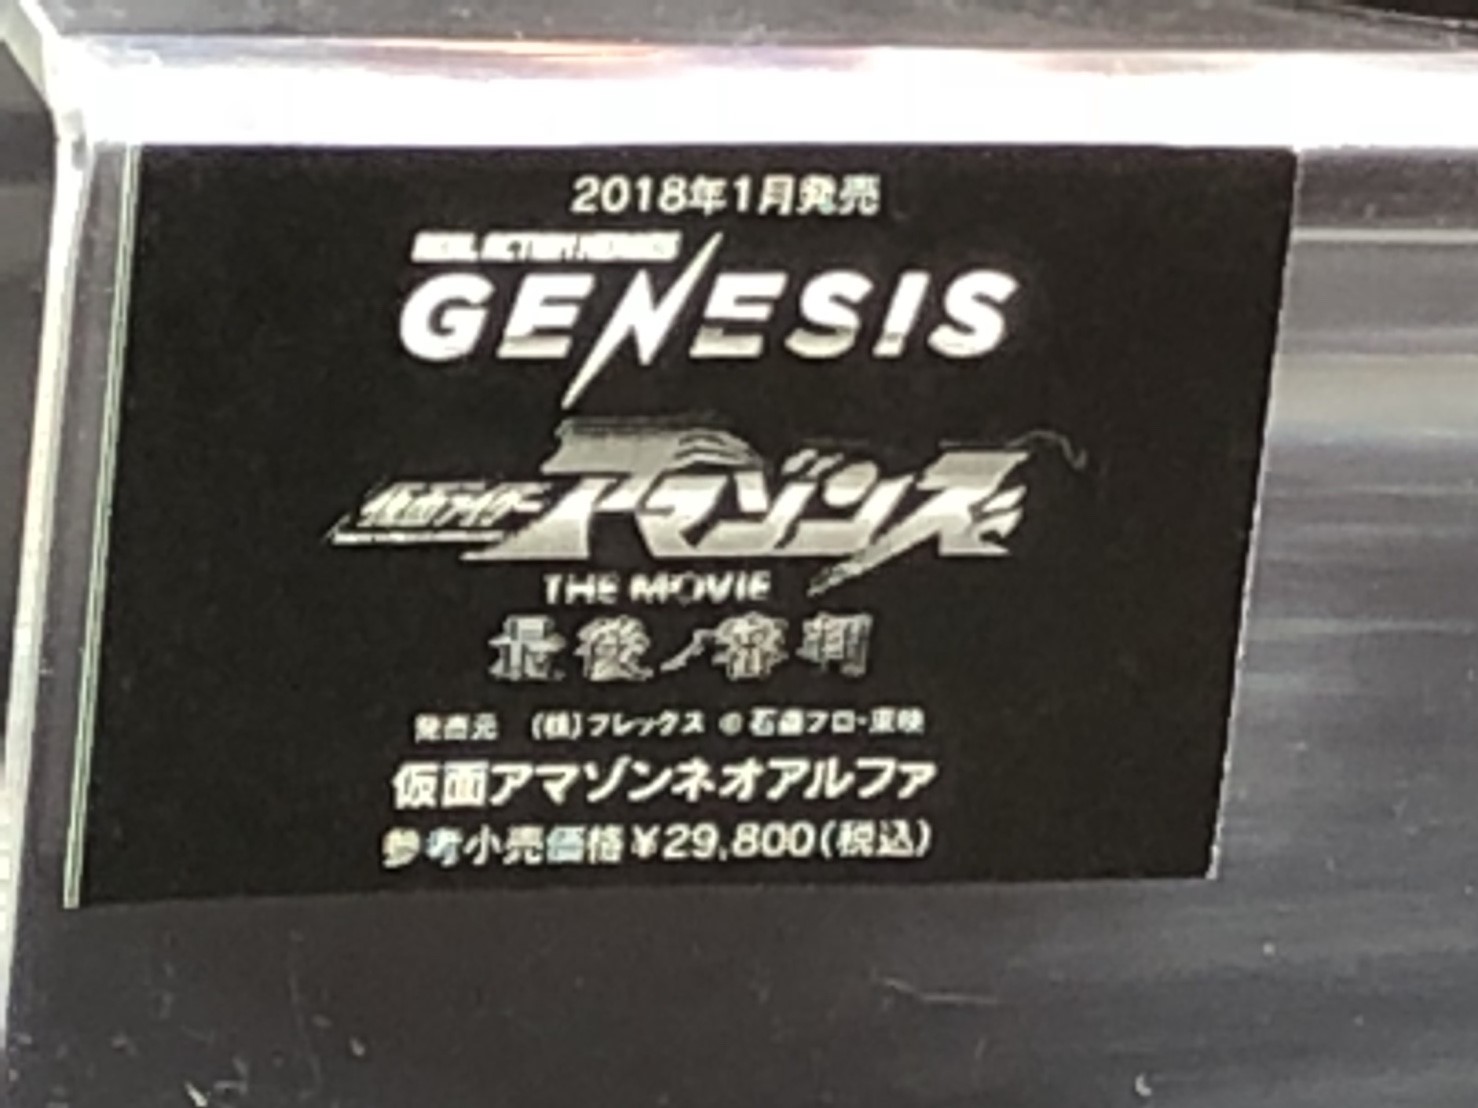 2018年1月発売
REAL ACTION HEROES
GENESIS
仮面ライダー
アマゾンズ
THE MOVIE
最後ノ審判
発売元 (株)プレックス © 石森プロ・東映
仮面アマゾンネオアルファ
参考小売価格¥29,800(税込)